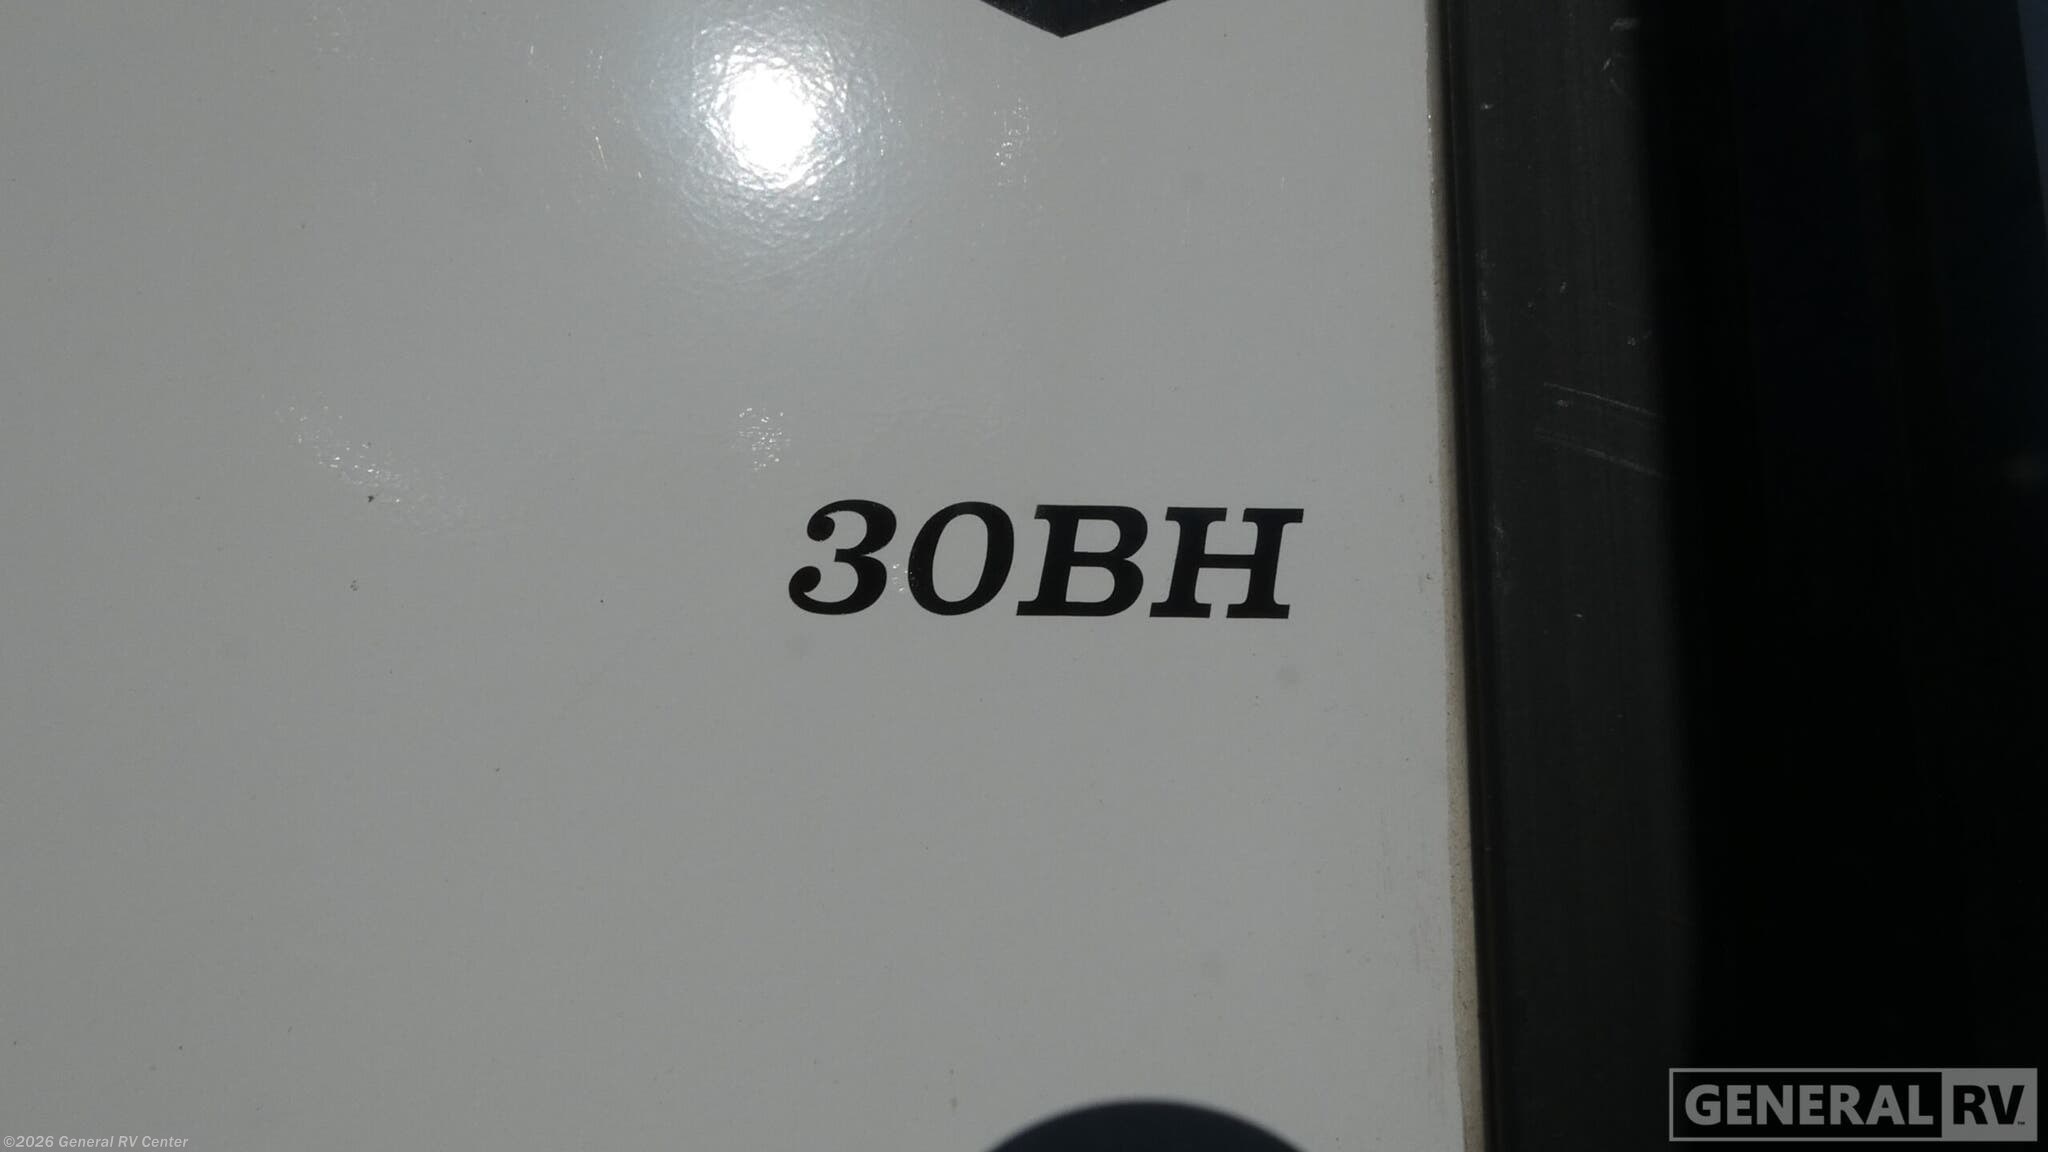 30BH
GENERAL RV
©2026 General RV Center